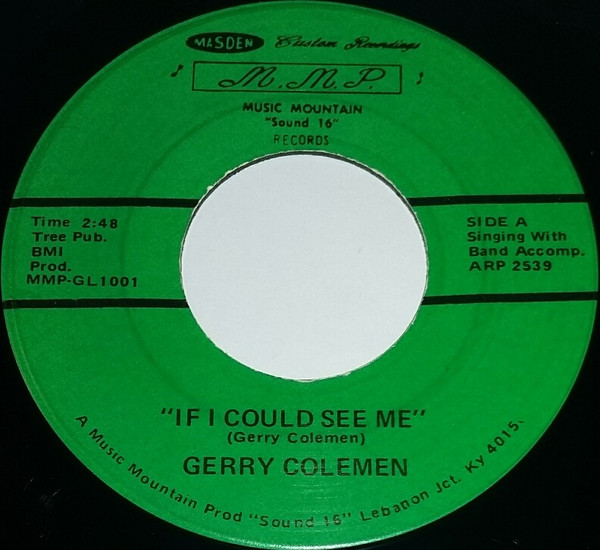 MASDEN Custom Recordings
M.M.P.
MUSIC MOUNTAIN
"Sound 16"
RECORDS
Time 2:48
Tree Pub.
BMI
Prod.
MMP-GL1001
SIDE A
Singing With
Band Accomp.
ARP 2539
"IF I COULD SEE ME"
(Gerry Colemen)
GERRY COLEMEN
A Music Mountain Prod "Sound 16" Lebanon Jct. Ky 4015